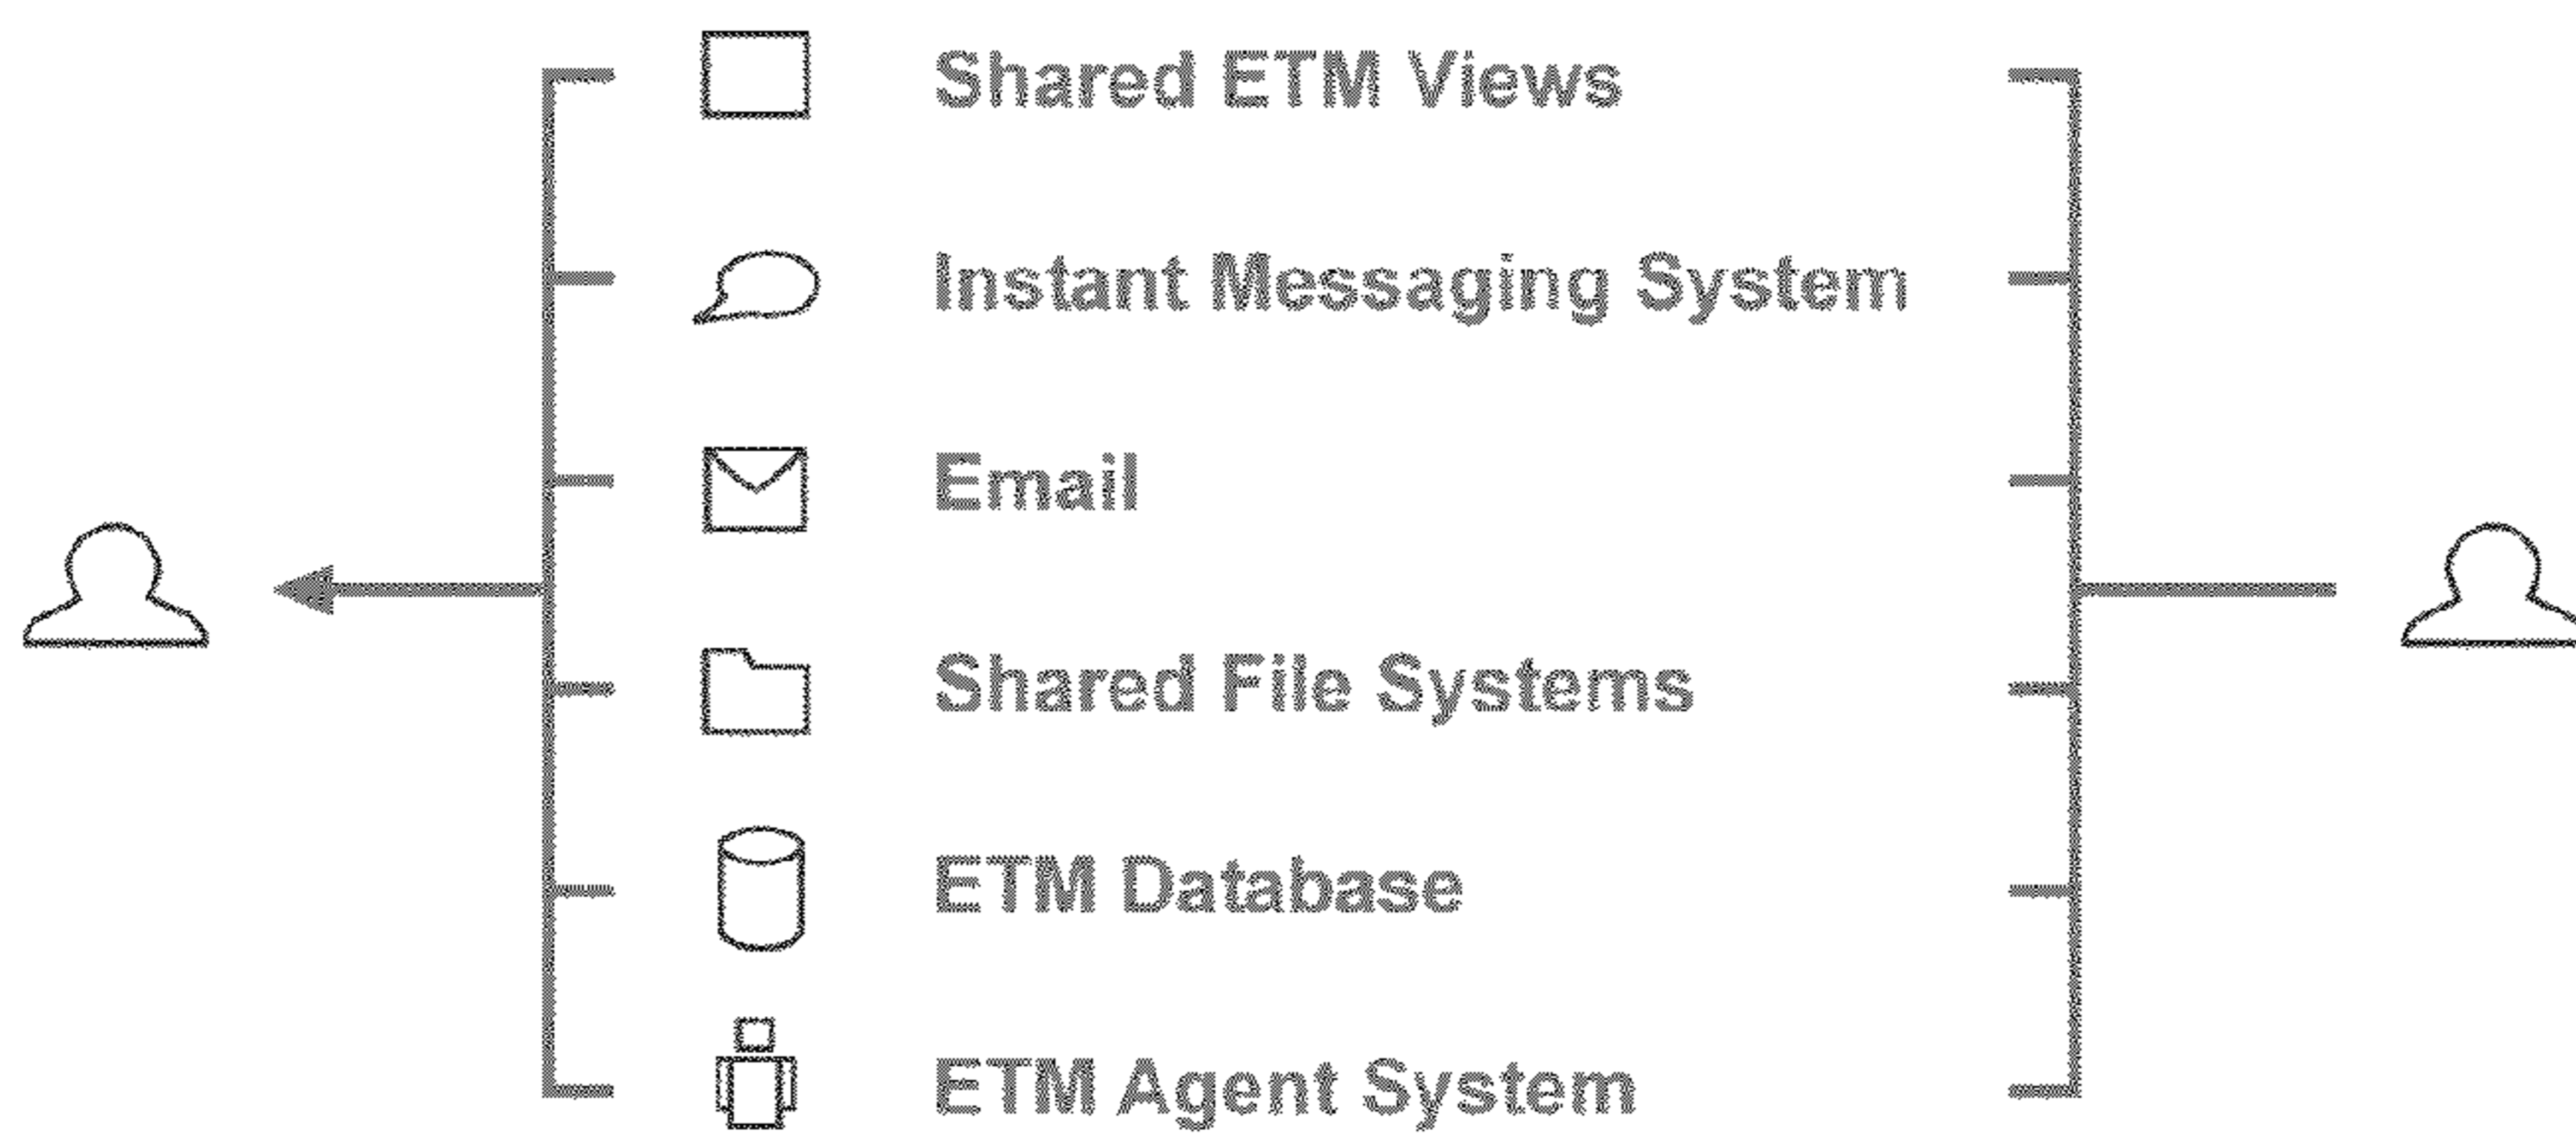 Shared ETM Views
Instant Messaging System
Email
Shared File Systems
ETM Database
ETM Agent System